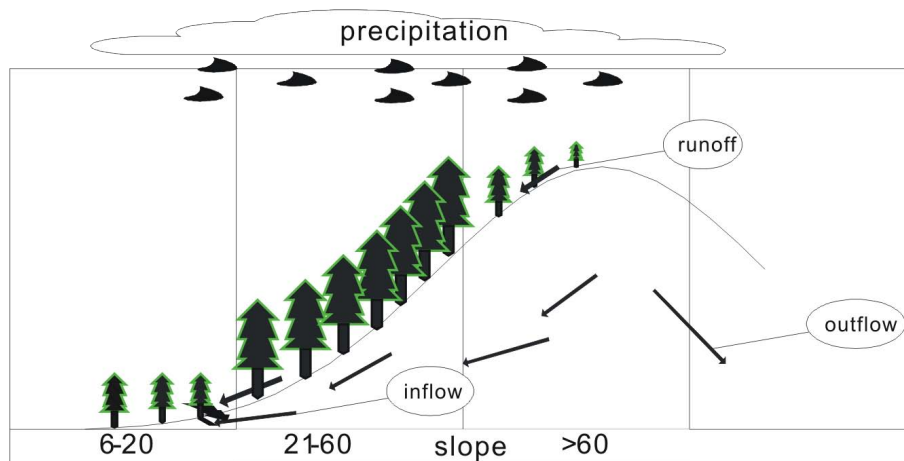 precipitation
runoff
outflow
inflow
6-20 21-60 slope >60